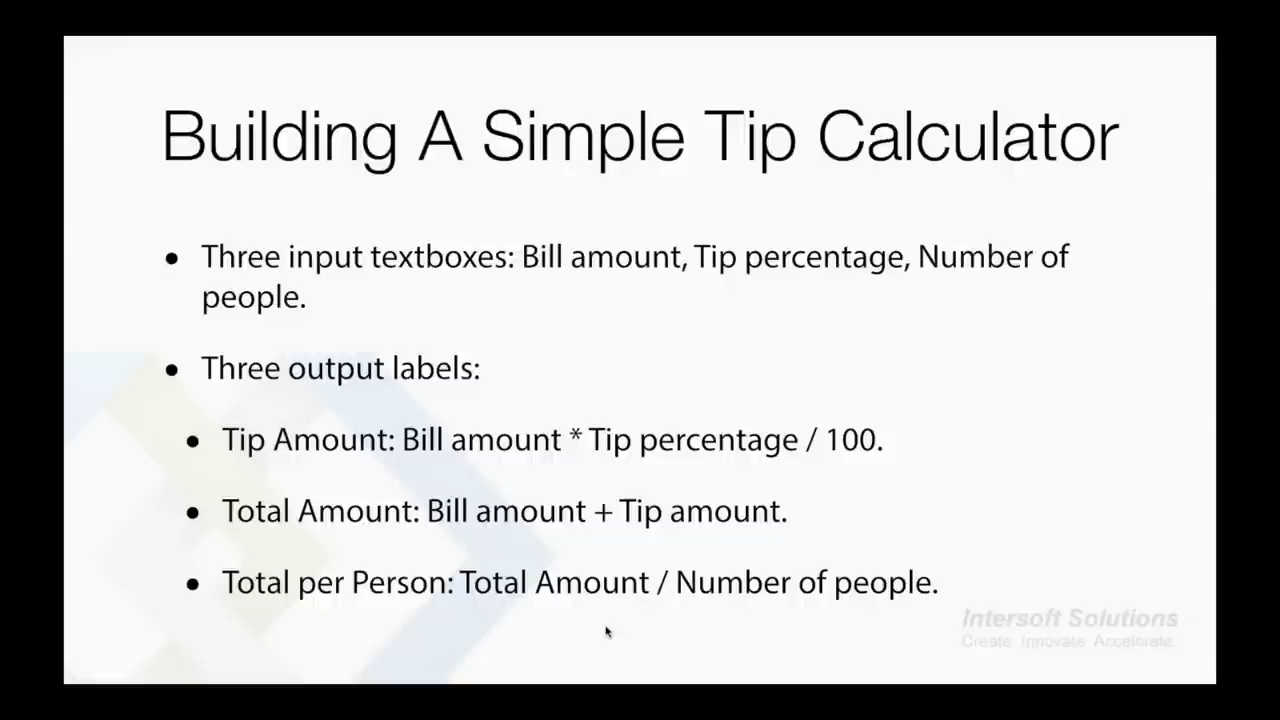 Building A Simple Tip Calculator
• Three input textboxes: Bill amount, Tip percentage, Number of
people.
• Three output labels:
• Tip Amount: Bill amount * Tip percentage / 100.
• Total Amount: Bill amount + Tip amount.
• Total per Person: Total Amount / Number of people.
Intersoft Solutions
Create Innovate Accelerate